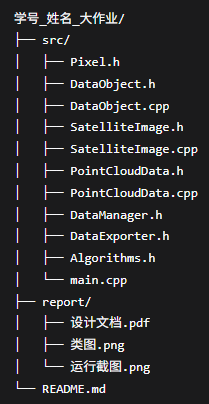 学号_姓名_大作业/
├── src/
│   ├── Pixel.h
│   ├── DataObject.h
│   ├── DataObject.cpp
│   ├── SatelliteImage.h
│   ├── SatelliteImage.cpp
│   ├── PointCloudData.h
│   ├── PointCloudData.cpp
│   ├── DataManager.h
│   ├── DataExporter.h
│   ├── Algorithms.h
│   └── main.cpp
├── report/
│   ├── 设计文档.pdf
│   ├── 类图.png
│   └── 运行截图.png
└── README.md